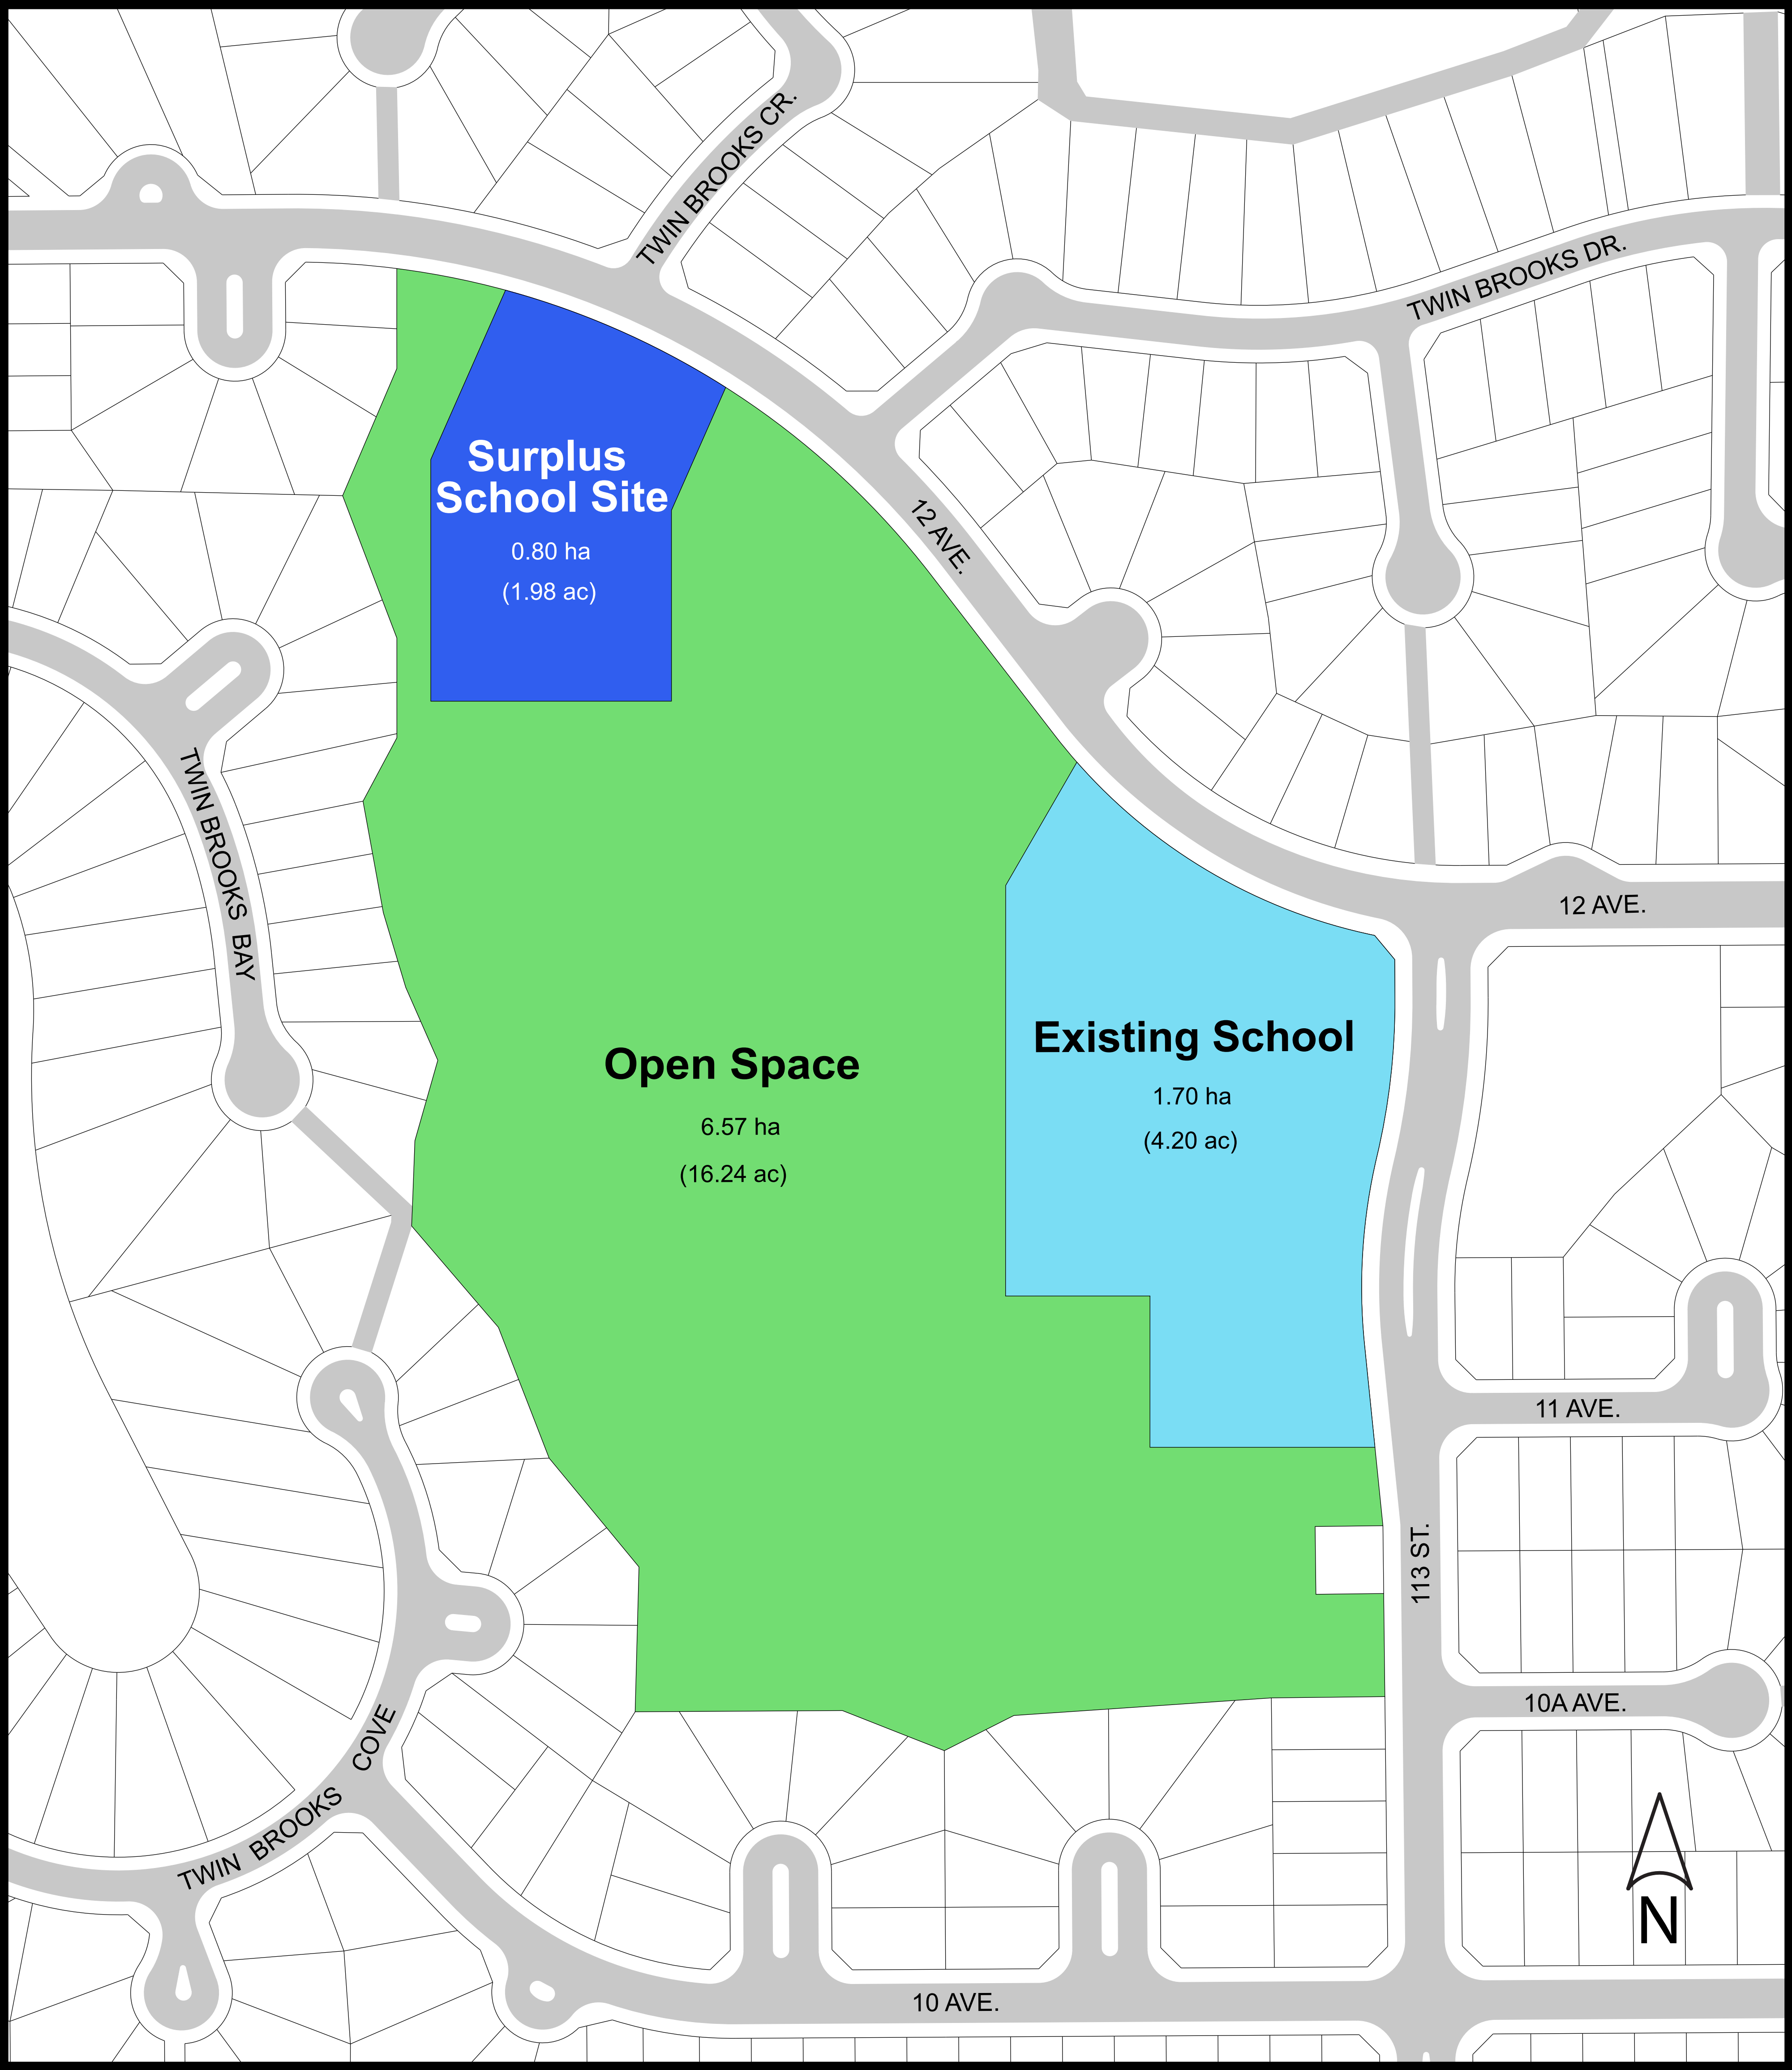 TWIN BROOKS CR.
TWIN BROOKS DR.
Surplus
School Site
0.80 ha
(1.98 ac)
12 AVE.
TWIN BROOKS BAY
12 AVE.
Existing School
1.70 ha
(4.20 ac)
Open Space
6.57 ha
(16.24 ac)
11 AVE.
113 ST.
10A AVE.
TWIN BROOKS COVE
N
10 AVE.